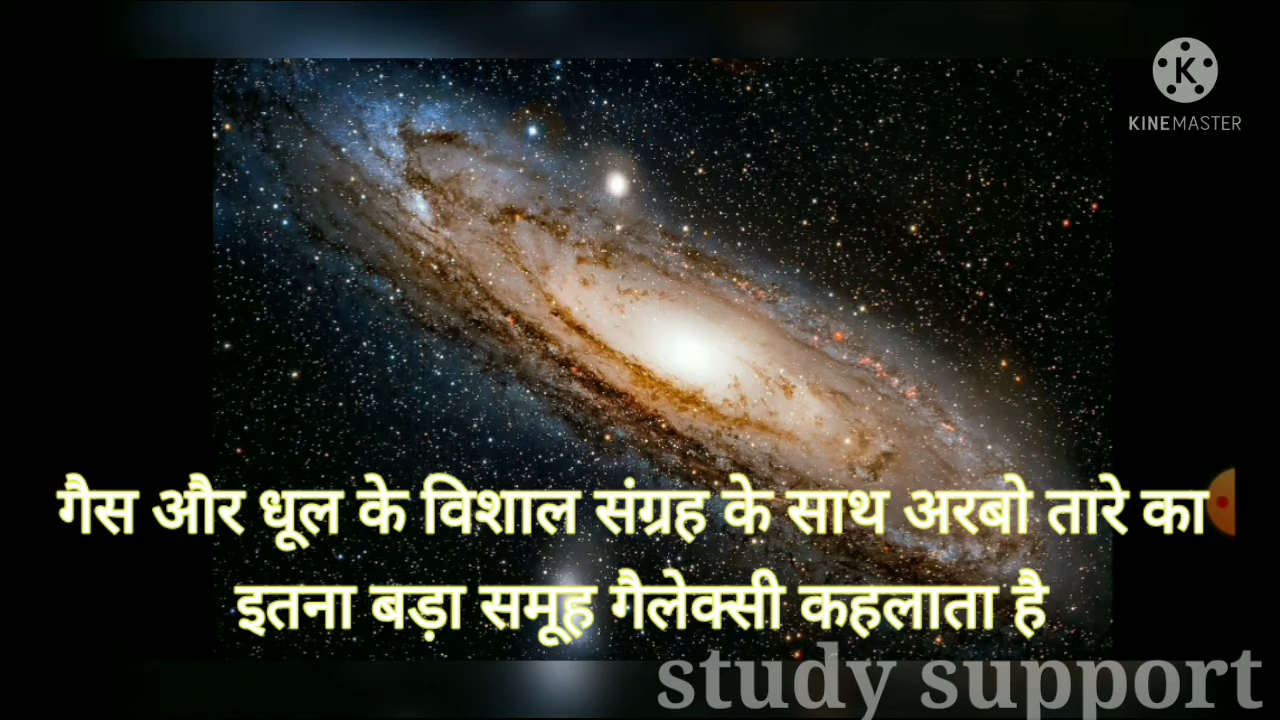 KINEMASTER
गैस और धूल के विशाल संग्रह के साथ अरबो तारे का
इतना बड़ा समूह गैलेक्सी कहलाता है
study support